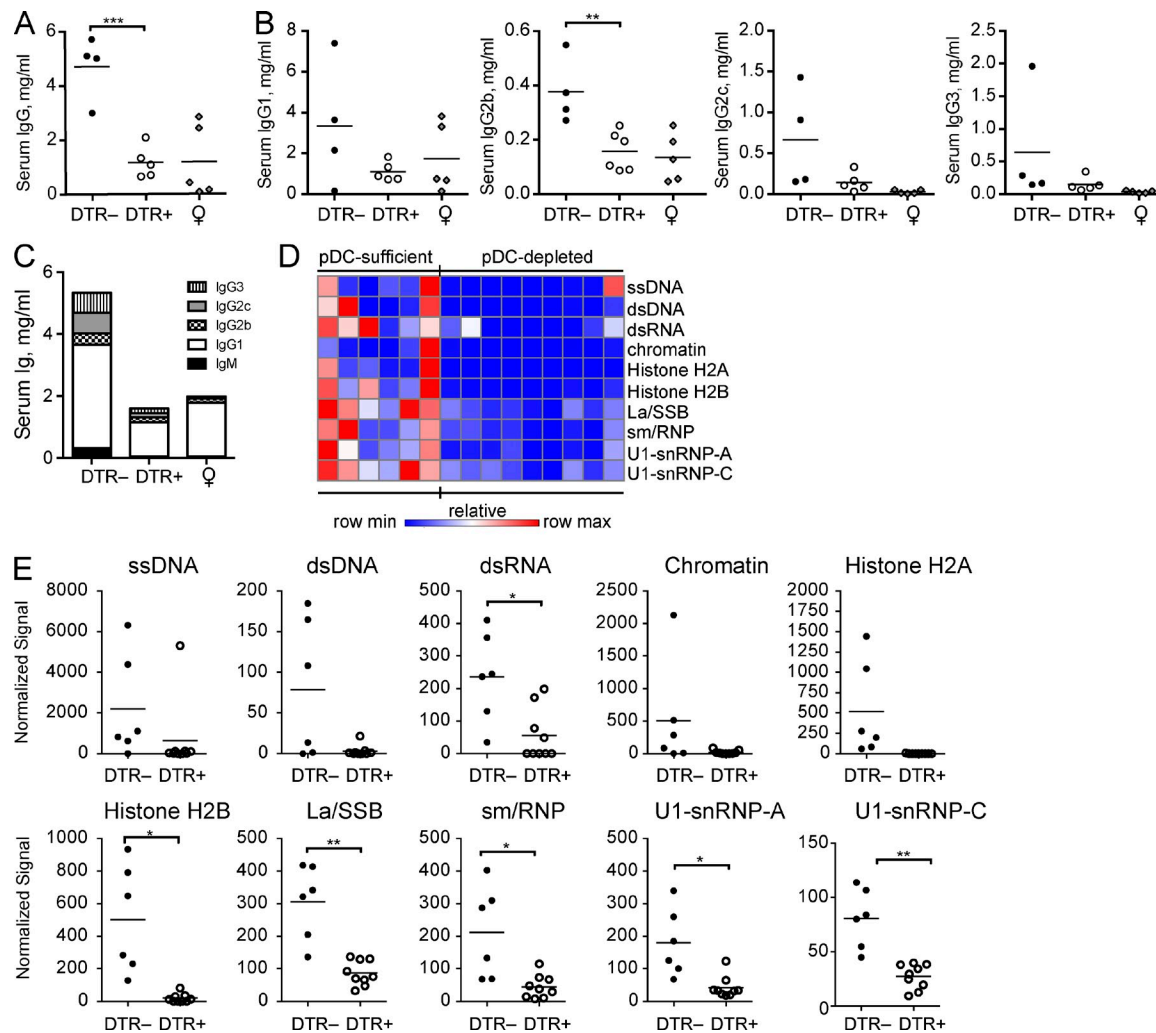 A
Serum IgG, mg/ml
6
4
2
0
***
DTR– DTR+ ♀
B
Serum IgG1, mg/ml
8
6
4
2
0
DTR– DTR+ ♀
Serum IgG2b, mg/ml
0.6
0.4
0.2
0.0
**
DTR– DTR+ ♀
Serum IgG2c, mg/ml
2.0
1.5
1.0
0.5
0.0
DTR– DTR+ ♀
Serum IgG3, mg/ml
2.5
2.0
1.5
1.0
0.5
0.0
DTR– DTR+ ♀
C
Serum Ig, mg/ml
6
4
2
0
IgG3
IgG2c
IgG2b
IgG1
IgM
DTR– DTR+ ♀
D
pDC-sufficient pDC-depleted
ssDNA
dsDNA
dsRNA
chromatin
Histone H2A
Histone H2B
La/SSB
sm/RNP
U1-snRNP-A
U1-snRNP-C
relative
row min row max
E
Normalized Signal
ssDNA
8000
6000
4000
2000
0
DTR– DTR+
dsDNA
200
150
100
50
0
DTR– DTR+
dsRNA
500
400
300
200
100
0
*
DTR– DTR+
Chromatin
2500
2000
1500
1000
500
0
DTR– DTR+
Histone H2A
2000
1750
1500
1250
1000
750
500
250
0
DTR– DTR+
Normalized Signal
Histone H2B
1000
800
600
400
200
0
*
DTR– DTR+
La/SSB
500
400
300
200
100
0
**
DTR– DTR+
sm/RNP
500
400
300
200
100
0
*
DTR– DTR+
U1-snRNP-A
500
400
300
200
100
0
*
DTR– DTR+
U1-snRNP-C
150
100
50
0
**
DTR– DTR+